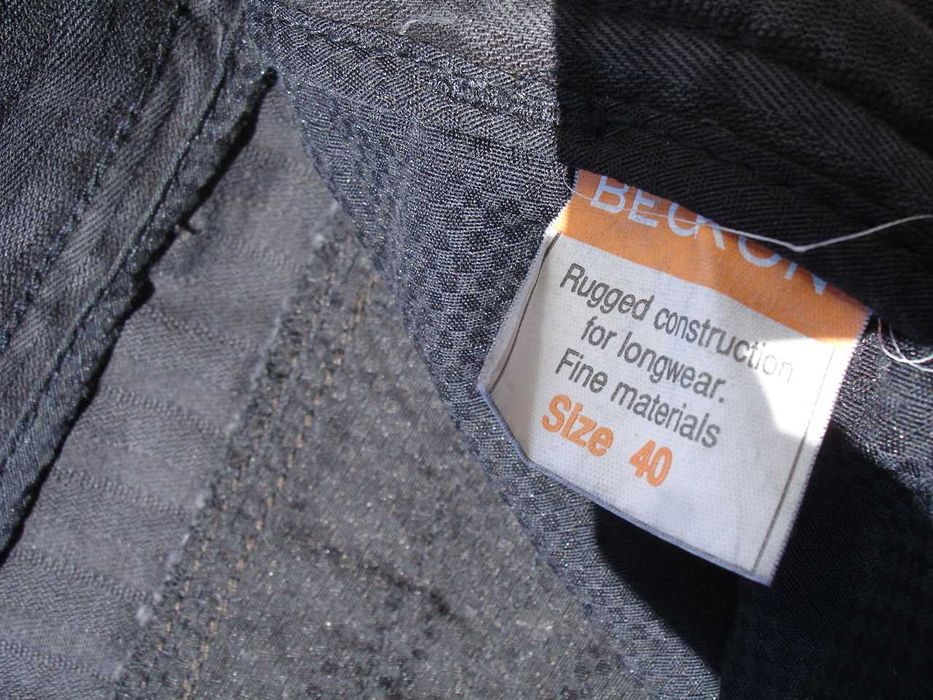 BECKON
Rugged construction
for longwear.
Fine materials
Size 40